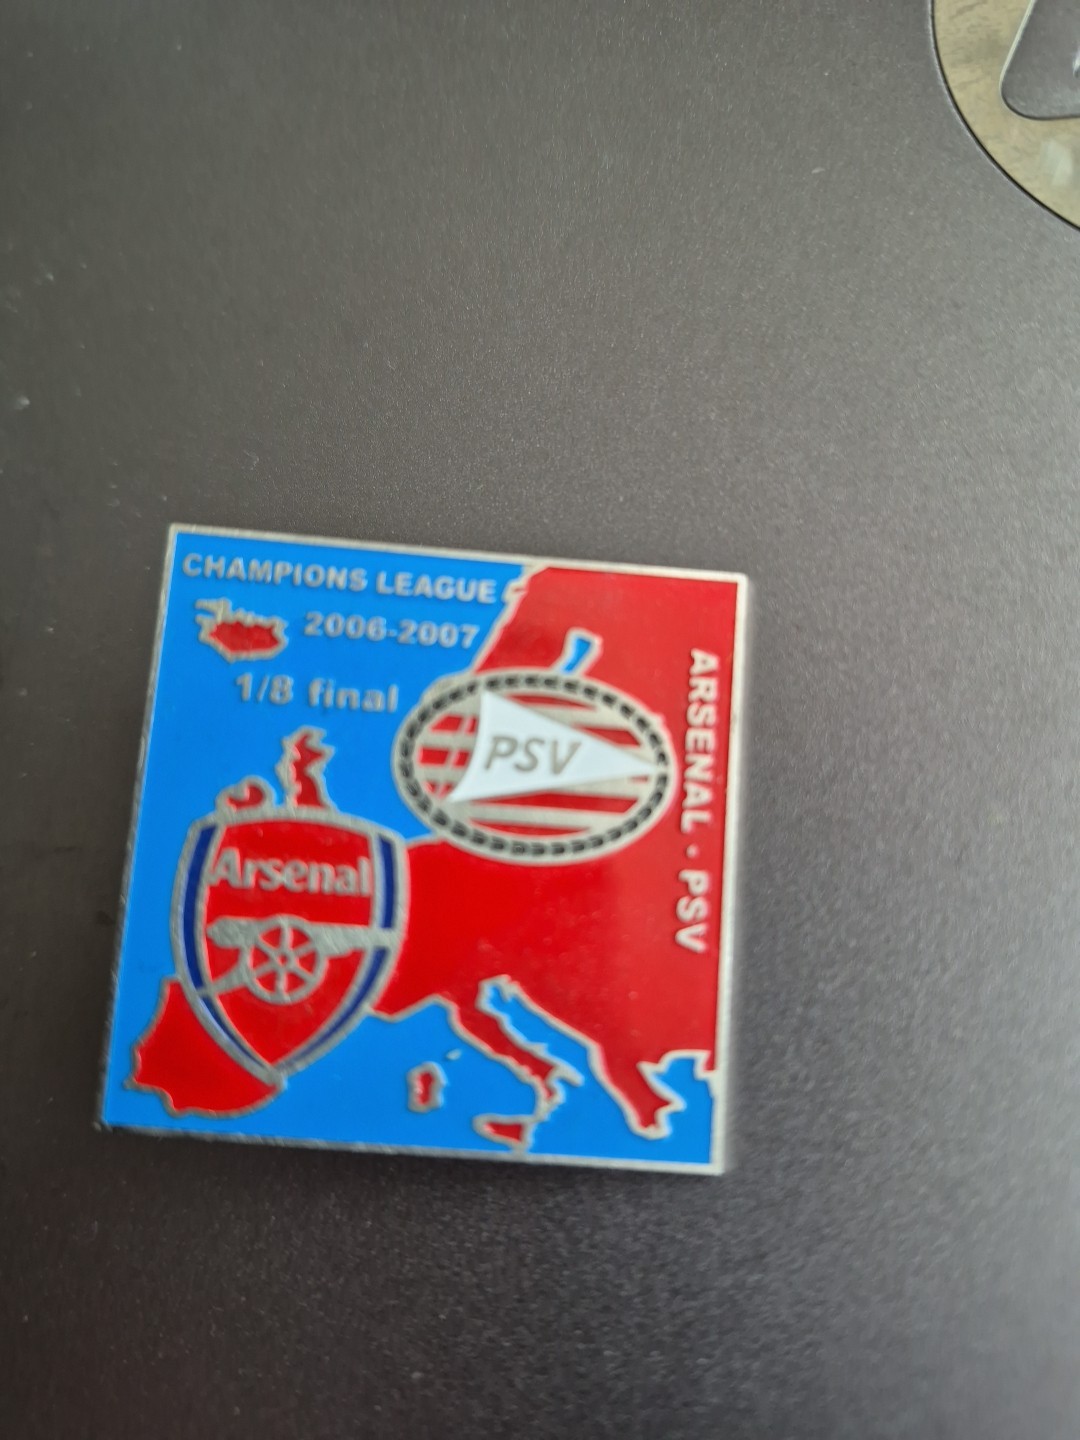 CHAMPIONS LEAGUE
2006-2007
1/8 final
PSV
Arsenal
ARSENAL - PSV